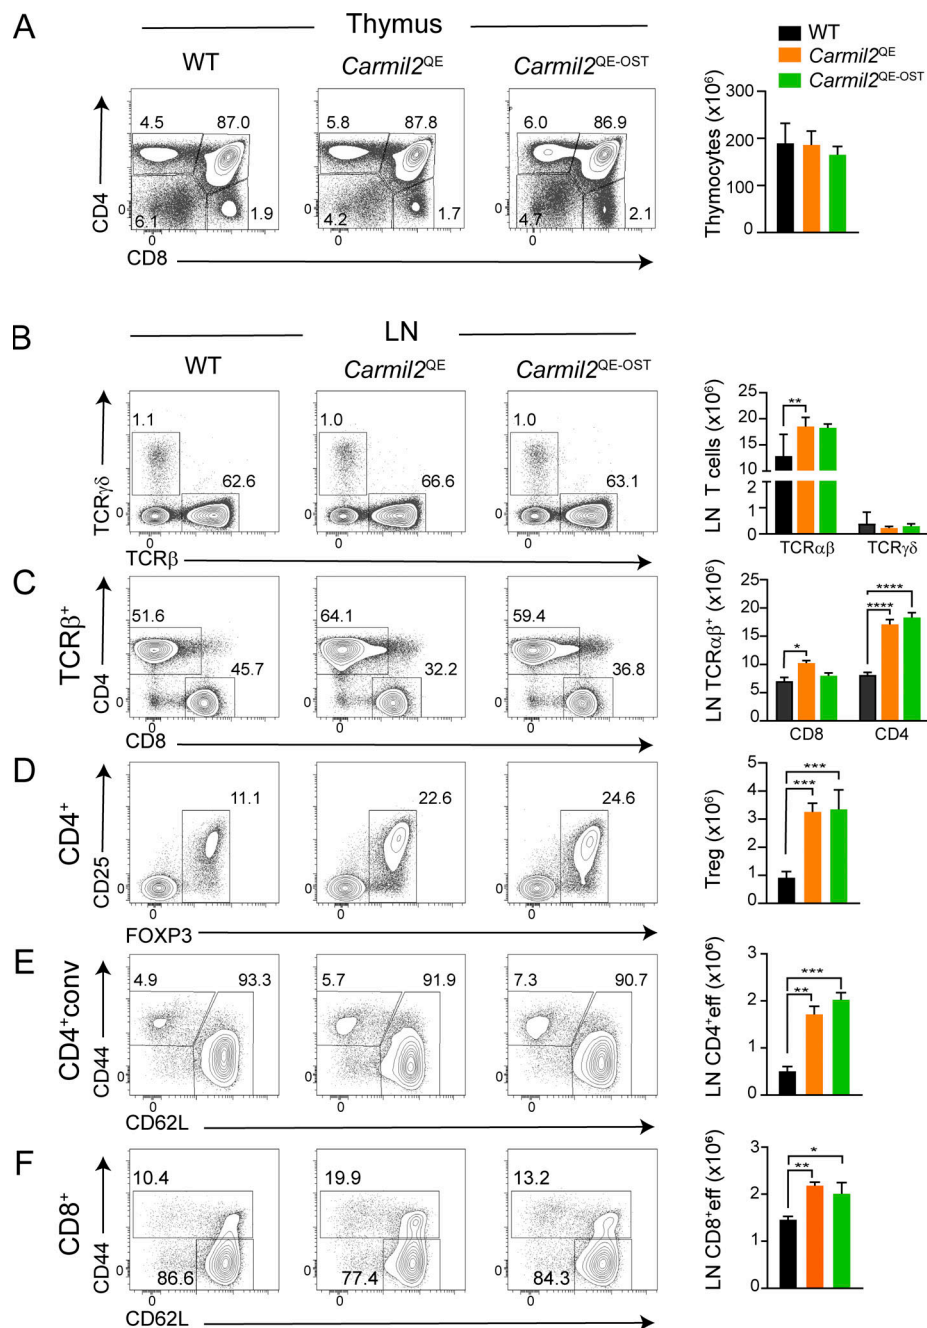 A
Thymus
WT
Carmil2QE
Carmil2QE-OST
WT
Carmil2QE
Carmil2QE-OST
CD4
0
4.5 87.0
6.1 1.9
0
5.8 87.8
4.2 1.7
0
6.0 86.9
4.7 2.1
0
0
0
CD8
Thymocytes (x10⁶)
300
200
100
0
B
LN
WT
Carmil2QE
Carmil2QE-OST
TCRγδ
0
1.1
62.6
0
1.0
66.6
0
1.0
63.1
0
0
0
TCRβ
LN T cells (x10⁶)
25
20
15
10
2
1
0
**
TCRαβ TCRγδ
C
TCRβ⁺
CD4
0
51.6
45.7
0
64.1
32.2
0
59.4
36.8
0
0
0
CD8
LN TCRαβ⁺ (x10⁶)
20
15
10
5
0
*
****
****
CD8 CD4
D
CD4⁺
CD25
0
11.1
0
22.6
0
24.6
0
0
0
FOXP3
Treg (x10⁶)
5
4
3
2
1
0
***
***
E
CD4⁺conv
CD44
0
4.9 93.3
0
5.7 91.9
0
7.3 90.7
0
0
0
CD62L
LN CD4⁺eff (x10⁶)
3
2
1
0
***
**
F
CD8⁺
CD44
0
10.4
86.6
0
19.9
77.4
0
13.2
84.3
0
0
0
CD62L
LN CD8⁺eff (x10⁶)
3
2
1
0
*
**